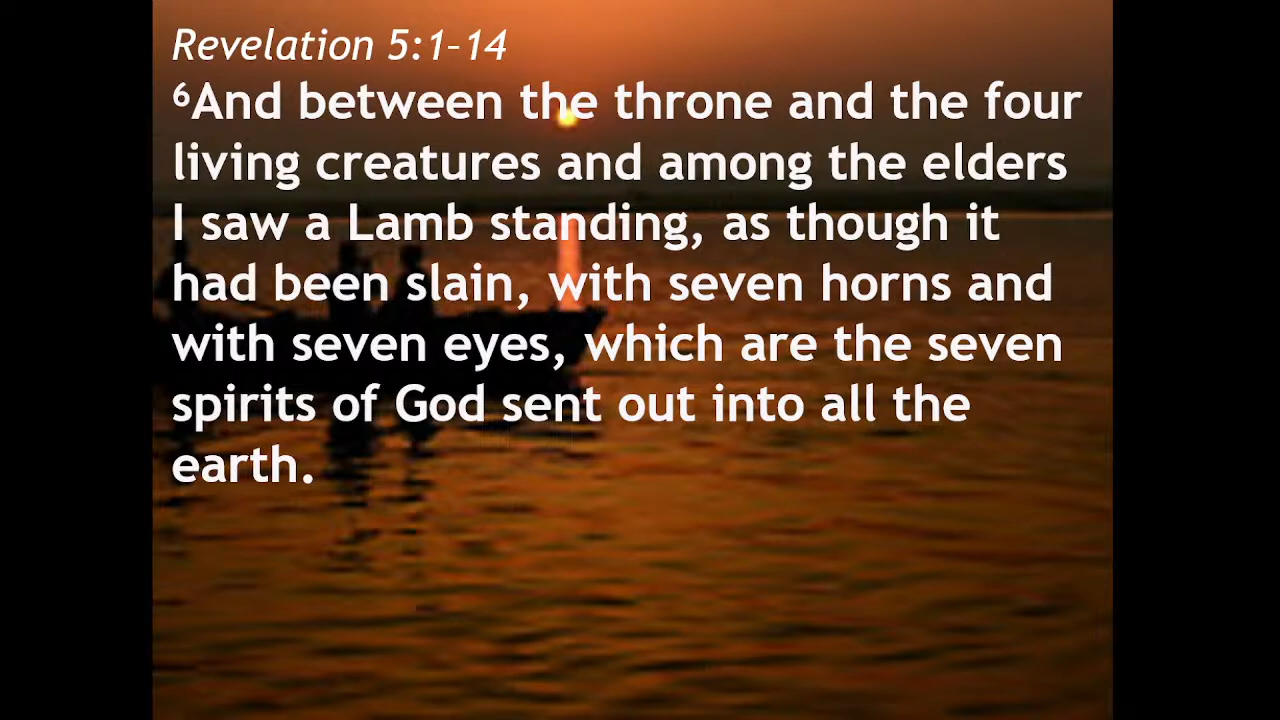 Revelation 5:1–14
⁶And between the throne and the four
living creatures and among the elders
I saw a Lamb standing, as though it
had been slain, with seven horns and
with seven eyes, which are the seven
spirits of God sent out into all the
earth.